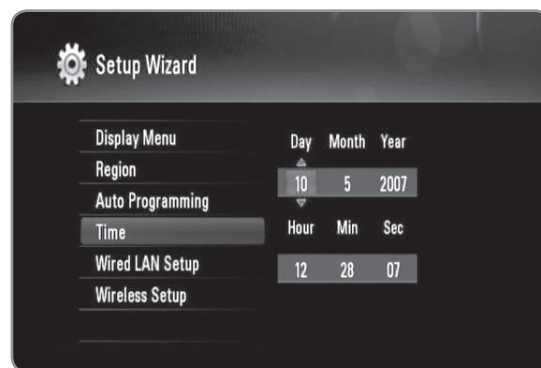 Setup Wizard
Display Menu
Region
Auto Programming
Time
Wired LAN Setup
Wireless Setup
Day Month Year
10 5 2007
Hour Min Sec
12 28 07